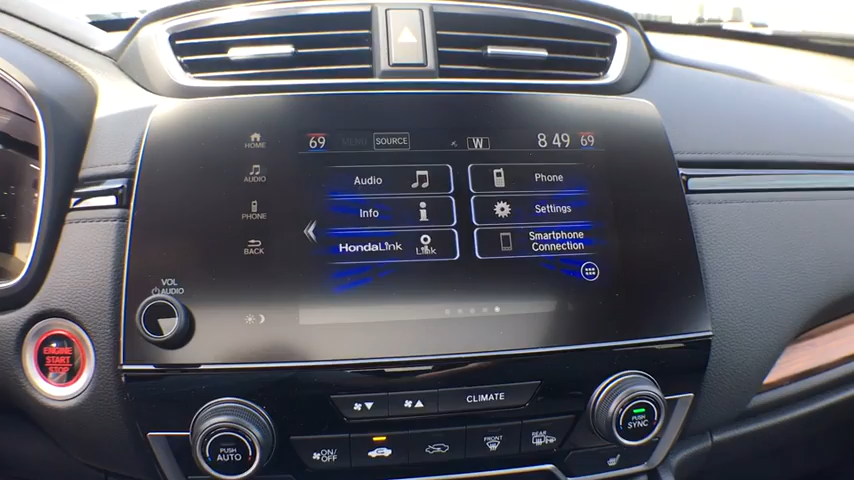 HOME
69
MENU
SOURCE
W
8 49
69
AUDIO
Audio
Phone
Info
Settings
PHONE
HondaLink
Link
Smartphone
Connection
BACK
VOL
AUDIO
ENGINE
START
STOP
CLIMATE
PUSH
SYNC
PUSH
AUTO
ON/
OFF
FRONT
REAR